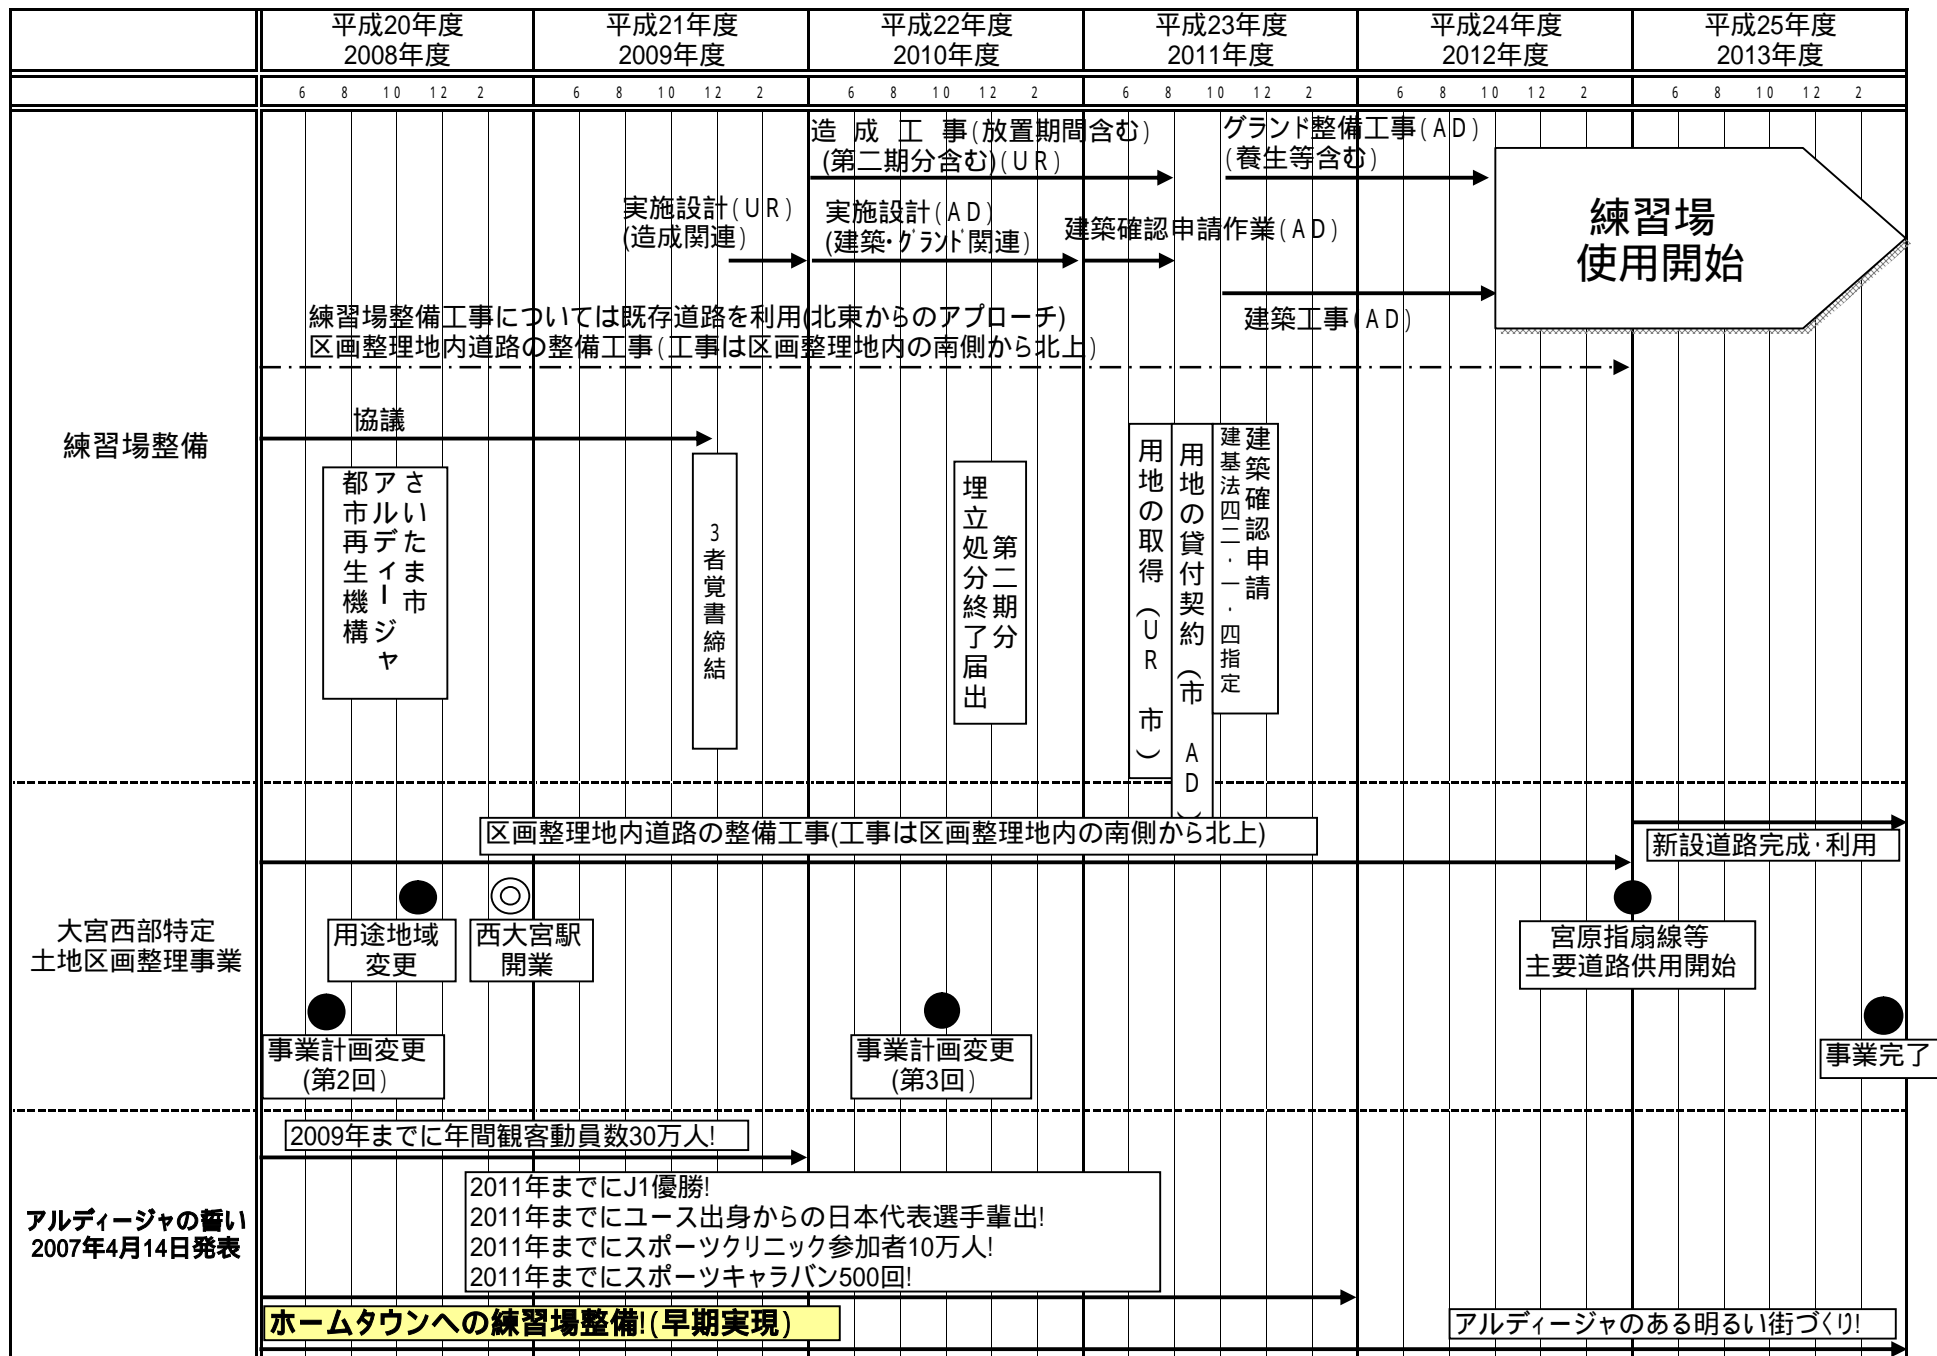 平成20年度 平成21年度 平成22年度 平成23年度 平成24年度 平成25年度
2008年度 2009年度 2010年度 2011年度 2012年度 2013年度
6 8 10 12 2 6 8 10 12 2 6 8 10 12 2 6 8 10 12 2 6 8 10 12 2 6 8 10 12 2
練習場整備
造成工事(放置期間含む)
(第二期分含む)(UR)
グランド整備工事(AD)
(養生等含む)
実施設計(UR)
(造成関連)
実施設計(AD)
(建築・グランド関連)
建築確認申請作業(AD)
練習場
使用開始
建築工事(AD)
練習場整備工事については既存道路を利用(北東からのアプローチ)
区画整理地内道路の整備工事(工事は区画整理地内の南側から北上)
協議
さいたま市
アルディージャ
都市再生機構
3者覚書締結
第二期分
埋立処分終了届出
用地の取得(UR 市)
用地の貸付契約(市 AD)
建築確認申請
建基法四二・一・四指定
大宮西部特定
土地区画整理事業
区画整理地内道路の整備工事(工事は区画整理地内の南側から北上)
新設道路完成・利用
用途地域
変更
西大宮駅
開業
宮原指扇線等
主要道路供用開始
事業計画変更
(第2回)
事業計画変更
(第3回)
事業完了
アルディージャの誓い
2007年4月14日発表
2009年までに年間観客動員数30万人!
2011年までにJ1優勝!
2011年までにユース出身からの日本代表選手輩出!
2011年までにスポーツクリニック参加者10万人!
2011年までにスポーツキャラバン500回!
ホームタウンへの練習場整備!(早期実現)
アルディージャのある明るい街づくり!